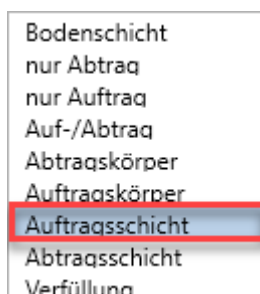 Bodenschicht
nur Abtrag
nur Auftrag
Auf-/Abtrag
Abtragskörper
Auftragskörper
Auftragsschicht
Abtragsschicht
Verfüllung